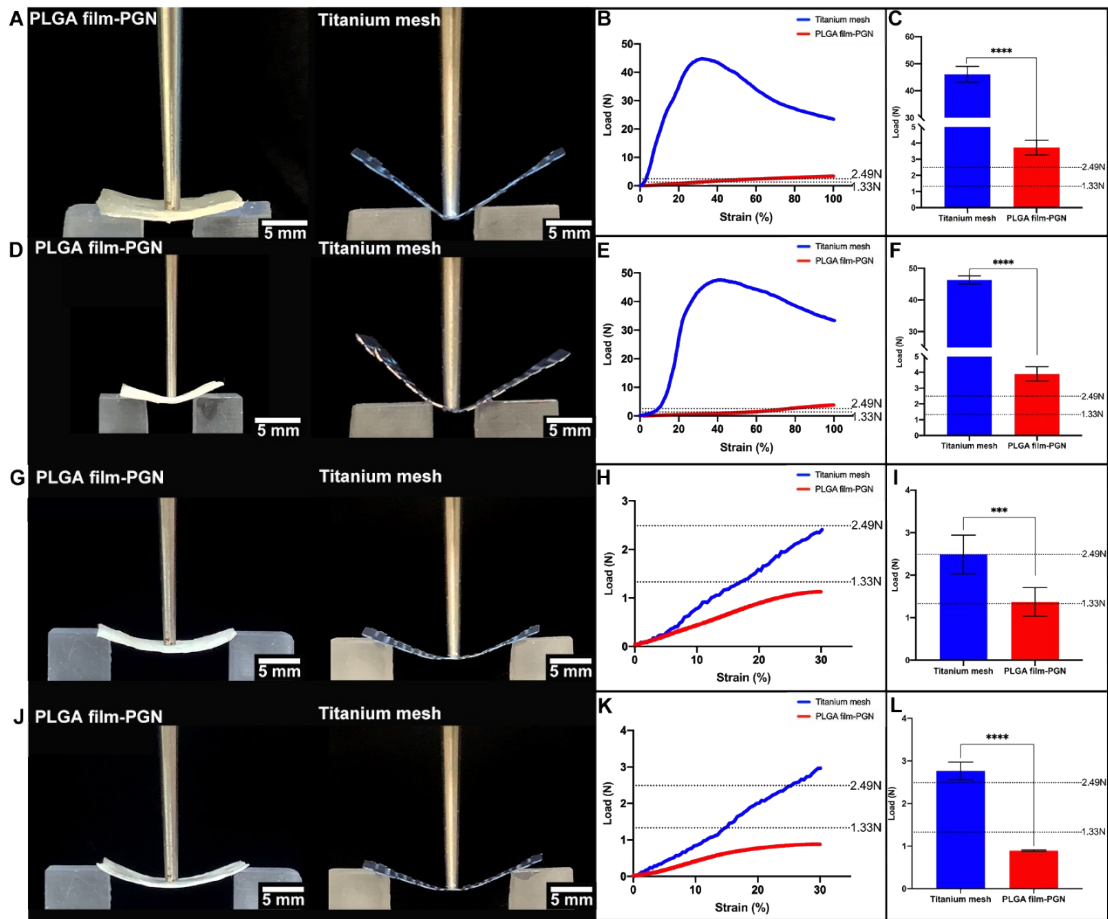 A PLGA film-PGN Titanium mesh
5 mm 5 mm
B
Titanium mesh
PLGA film-PGN
Load (N)
50
40
30
20
10
0
2.49N
1.33N
0 20 40 60 80 100
Strain (%)
C
****
Load (N)
60
50
40
30
5
4
3
2
1
0
2.49N
1.33N
Titanium mesh PLGA film-PGN
D PLGA film-PGN Titanium mesh
5 mm 5 mm
E
Titanium mesh
PLGA film-PGN
Load (N)
50
40
30
20
10
0
2.49N
1.33N
0 20 40 60 80 100
Strain (%)
F
****
Load (N)
50
40
30
5
4
3
2
1
0
2.49N
1.33N
Titanium mesh PLGA film-PGN
G PLGA film-PGN Titanium mesh
5 mm 5 mm
H
Titanium mesh
PLGA film-PGN
Load (N)
3
2
1
0
2.49N
1.33N
0 10 20 30
Strain (%)
I
***
Load (N)
4
3
2
1
0
2.49N
1.33N
Titanium mesh PLGA film-PGN
J PLGA film-PGN Titanium mesh
5 mm 5 mm
K
Titanium mesh
PLGA film-PGN
Load (N)
4
3
2
1
0
2.49N
1.33N
0 10 20 30
Strain (%)
L
****
Load (N)
4
3
2
1
0
2.49N
1.33N
Titanium mesh PLGA film-PGN